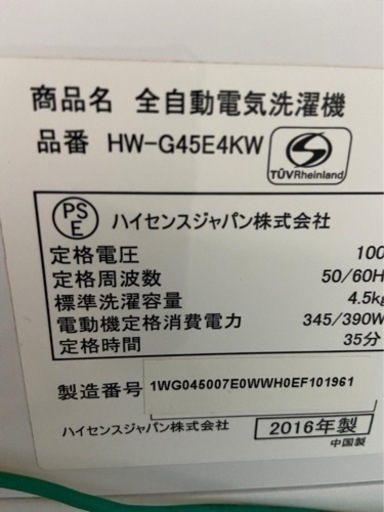 商品名 全自動電気洗濯機
品番 HW-G45E4KW
S
TÜVRheinland
PS
E
ハイセンスジャパン株式会社
定格電圧 100
定格周波数 50/60H
標準洗濯容量 4.5kg
電動機定格消費電力 345/390W
定格時間 35分
製造番号 1WG045007E0WWH0EF101961
ハイセンスジャパン株式会社 2016年製
中国製